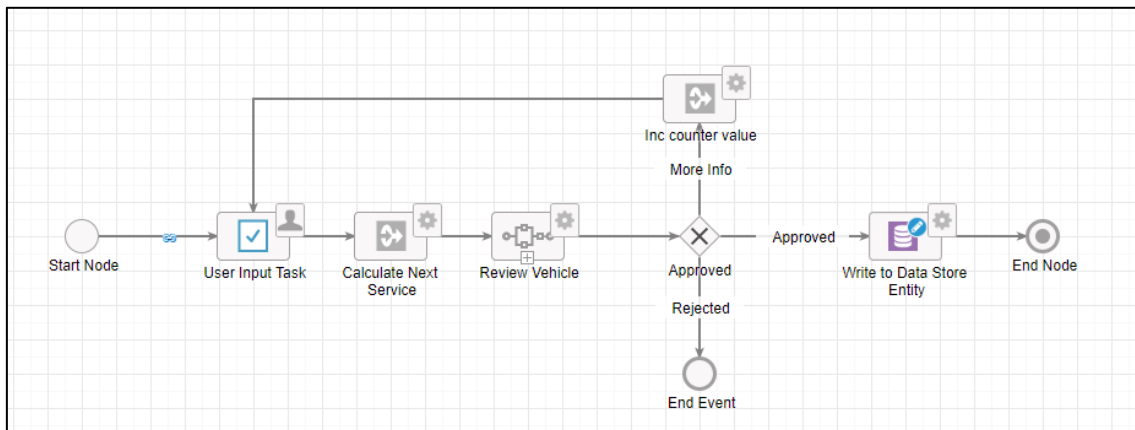 Inc counter value
More Info
Start Node
User Input Task
Calculate Next
Service
Review Vehicle
Approved
Approved
Write to Data Store
Entity
End Node
Rejected
End Event